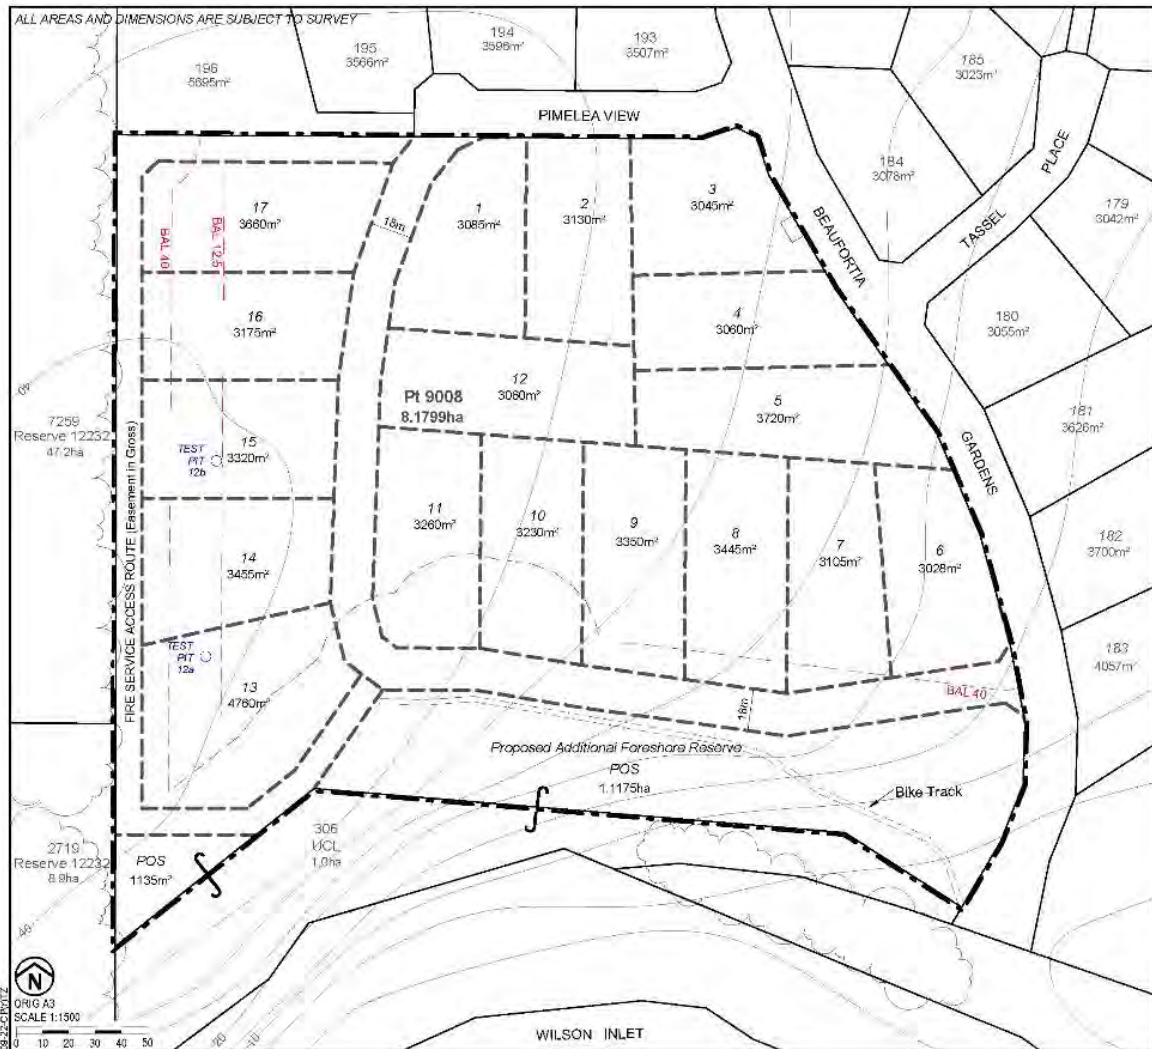 ALL AREAS AND DIMENSIONS ARE SUBJECT TO SURVEY
196
5695m²
195
3566m²
194
3596m²
193
3507m²
185
3023m²
184
3078m²
PIMELEA VIEW
TASSEL PLACE
179
3042m²
17
3660m²
18m
1
3085m²
2
3130m²
3
3045m²
BEAUFORTIA
GARDENS
BAL 40
BAL 12.5
16
3175m²
4
3060m²
180
3055m²
12
3060m²
Pt 9008
8.1799ha
5
3720m²
181
3626m²
7259
Reserve 12232
47.2ha
FIRE SERVICE ACCESS ROUTE (Easement in Gross)
15
3320m²
TEST
PIT
12b
11
3260m²
10
3230m²
9
3350m²
8
3445m²
7
3105m²
6
3028m²
182
3700m²
14
3455m²
TEST
PIT
12a
13
4760m²
183
4057m²
BAL 40
Proposed Additional Foreshore Reserve
POS
1.1175ha
Bike Track
306
UCL
1.0ha
2719
Reserve 12232
8.9ha
POS
1135m²
N
ORIG A3
SCALE 1:1500
0 10 20 30 40 50
20
10
WILSON INLET